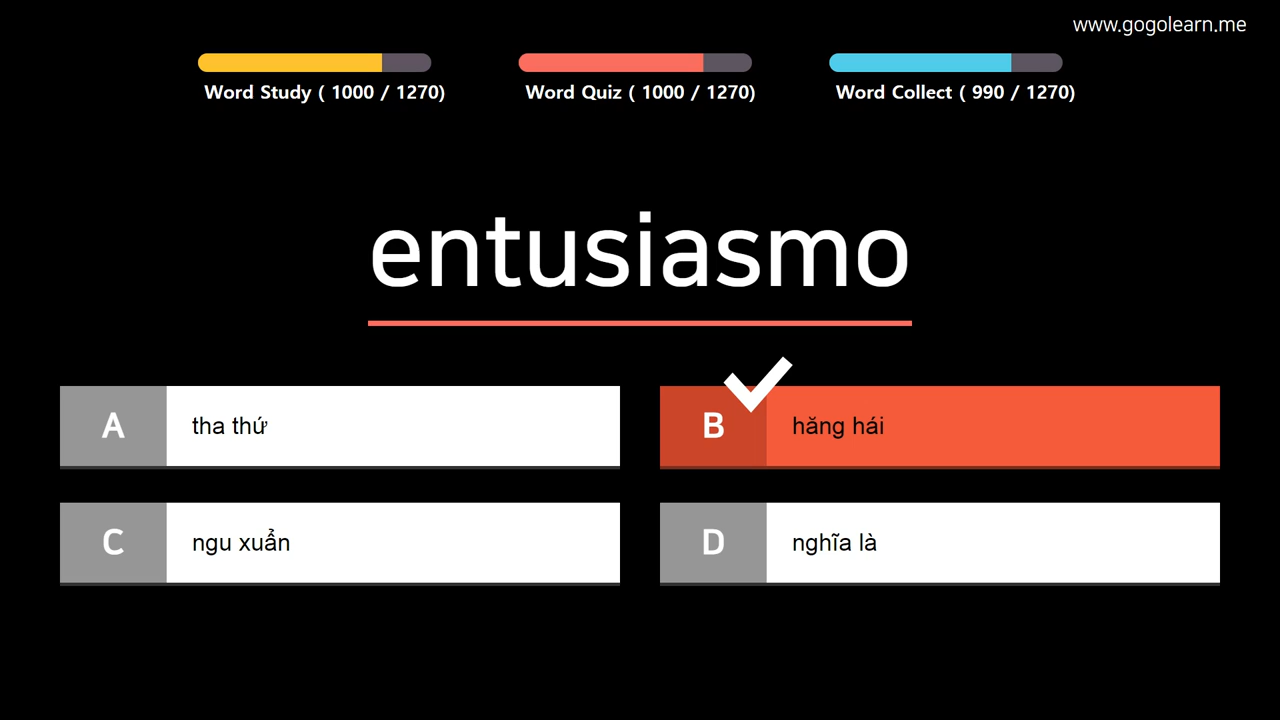 www.gogolearn.me
Word Study ( 1000 / 1270)
Word Quiz ( 1000 / 1270)
Word Collect ( 990 / 1270)
entusiasmo
A
tha thứ
B
hăng hái
C
ngu xuẩn
D
nghĩa là